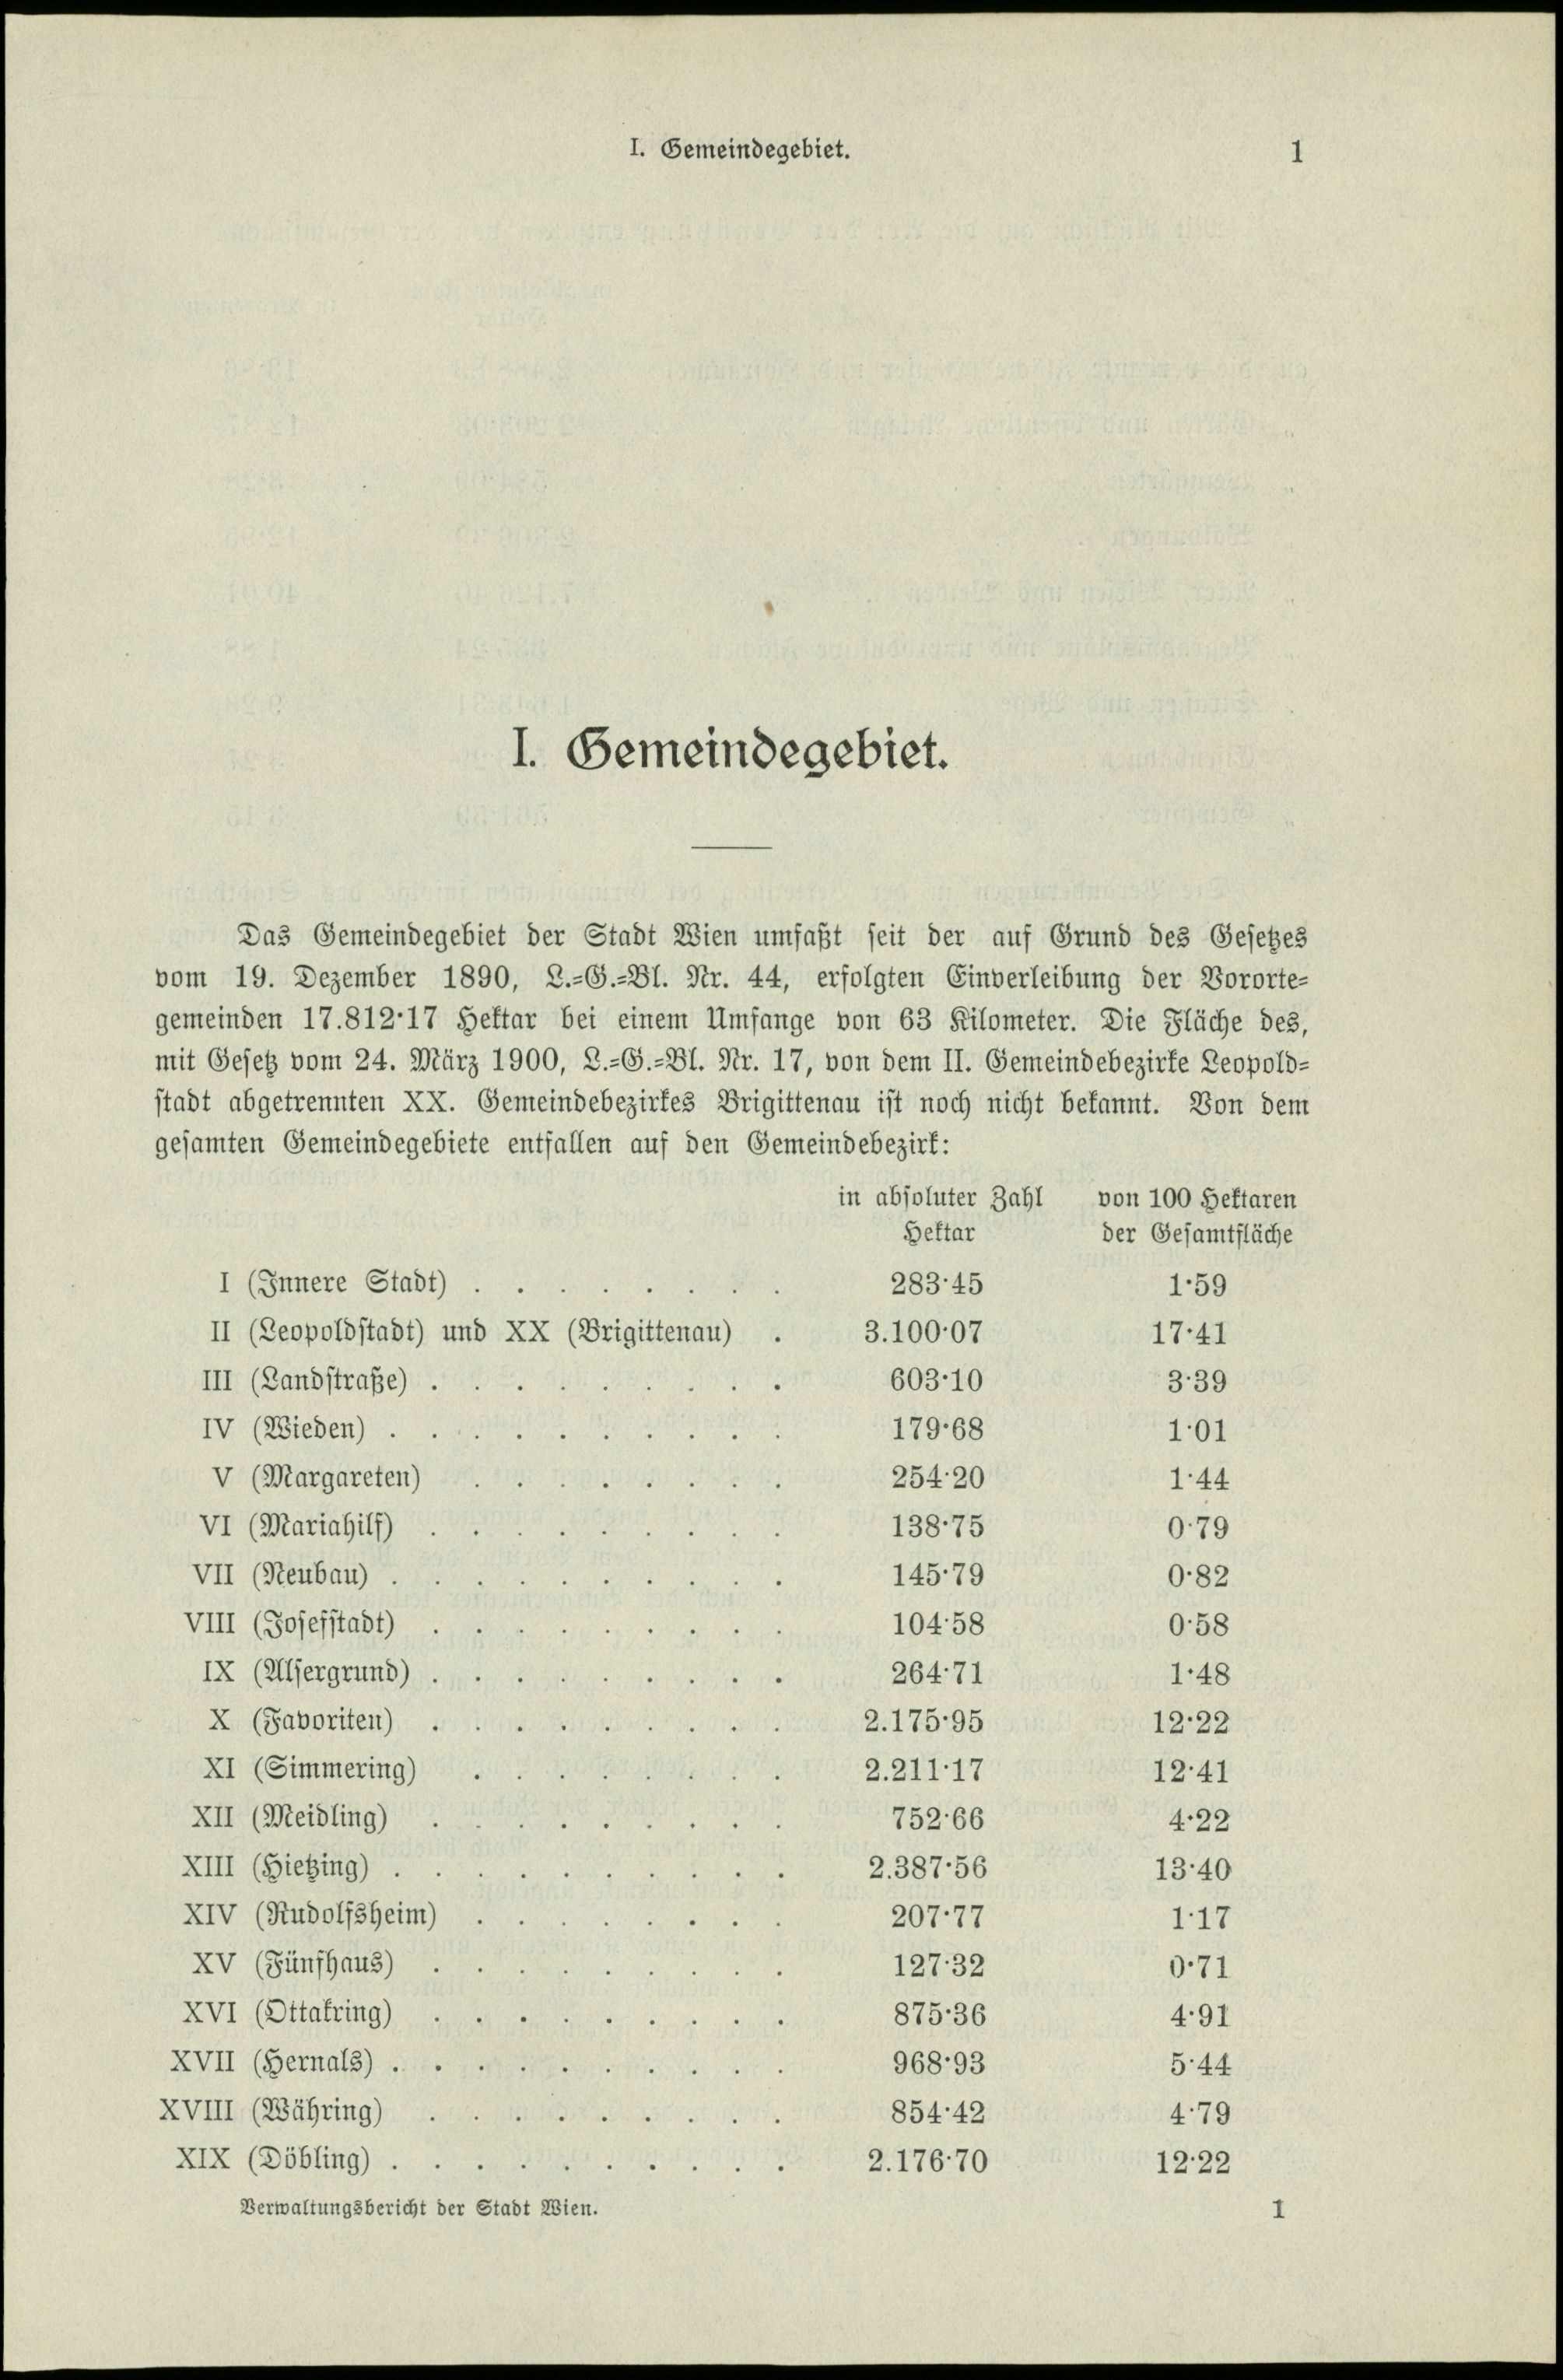 I. Gemeindegebiet. 1
I. Gemeindegebiet.
Das Gemeindegebiet der Stadt Wien umfaßt seit der auf Grund des Gesetzes
vom 19. Dezember 1890, L.=G.=Bl. Nr. 44, erfolgten Einverleibung der Vororte=
gemeinden 17.812·17 Hektar bei einem Umfange von 63 Kilometer. Die Fläche des,
mit Gesetz vom 24. März 1900, L.=G.=Bl. Nr. 17, von dem II. Gemeindebezirke Leopold=
stadt abgetrennten XX. Gemeindebezirkes Brigittenau ist noch nicht bekannt. Von dem
gesamten Gemeindegebiete entfallen auf den Gemeindebezirk:
in absoluter Zahl von 100 Hektaren
Hektar der Gesamtfläche
I (Innere Stadt) . . . . . . . . 283·45 1·59
II (Leopoldstadt) und XX (Brigittenau) . 3.100·07 17·41
III (Landstraße) . . . . . . . . . 603·10 3·39
IV (Wieden) . . . . . . . . . . 179·68 1·01
V (Margareten) . . . . . . . . 254·20 1·44
VI (Mariahilf) . . . . . . . . . 138·75 0·79
VII (Neubau) . . . . . . . . . . 145·79 0·82
VIII (Josefstadt) . . . . . . . . . 104·58 0·58
IX (Alsergrund) . . . . . . . . . 264·71 1·48
X (Favoriten) . . . . . . . . . 2.175·95 12·22
XI (Simmering) . . . . . . . . 2.211·17 12·41
XII (Meidling) . . . . . . . . . 752·66 4·22
XIII (Hietzing) . . . . . . . . . . 2.387·56 13·40
XIV (Rudolfsheim) . . . . . . . . 207·77 1·17
XV (Fünfhaus) . . . . . . . . . 127·32 0·71
XVI (Ottakring) . . . . . . . . . 875·36 4·91
XVII (Hernals) . . . . . . . . . . 968·93 5·44
XVIII (Währing) . . . . . . . . . 854·42 4·79
XIX (Döbling) . . . . . . . . . . 2.176·70 12·22
Verwaltungsbericht der Stadt Wien. 1